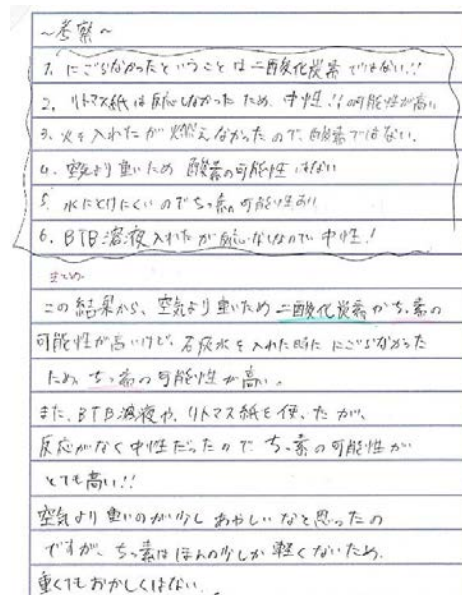 ～考察～
1. にごらなかったということは二酸化炭素ではない!!
2. リトマス紙は反応しなかったため、中性!!可能性が高い
3. 火を入れたが燃えなかったので、酸素ではない.
4. 空気より重いため 酸素の可能性はない
5. 水にとけにくいのでちっ素の可能性あり
6. BTB溶液入れたが反応なしなので、中性!
まとめ
この結果から、空気より重いため二酸化炭素かちっ素の
可能性が高いけど、石灰水を入れた時に にごらなかった
ため、ちっ素の可能性が高い。
また、BTB溶液や、リトマス紙を使ったが、
反応がなく中性だったので、ちっ素の可能性が
とても高い!!
空気より重いのが少しあやしいなと思ったの
ですが、ちっ素はほんの少ししか軽くないため、
重くてもおかしくはない.